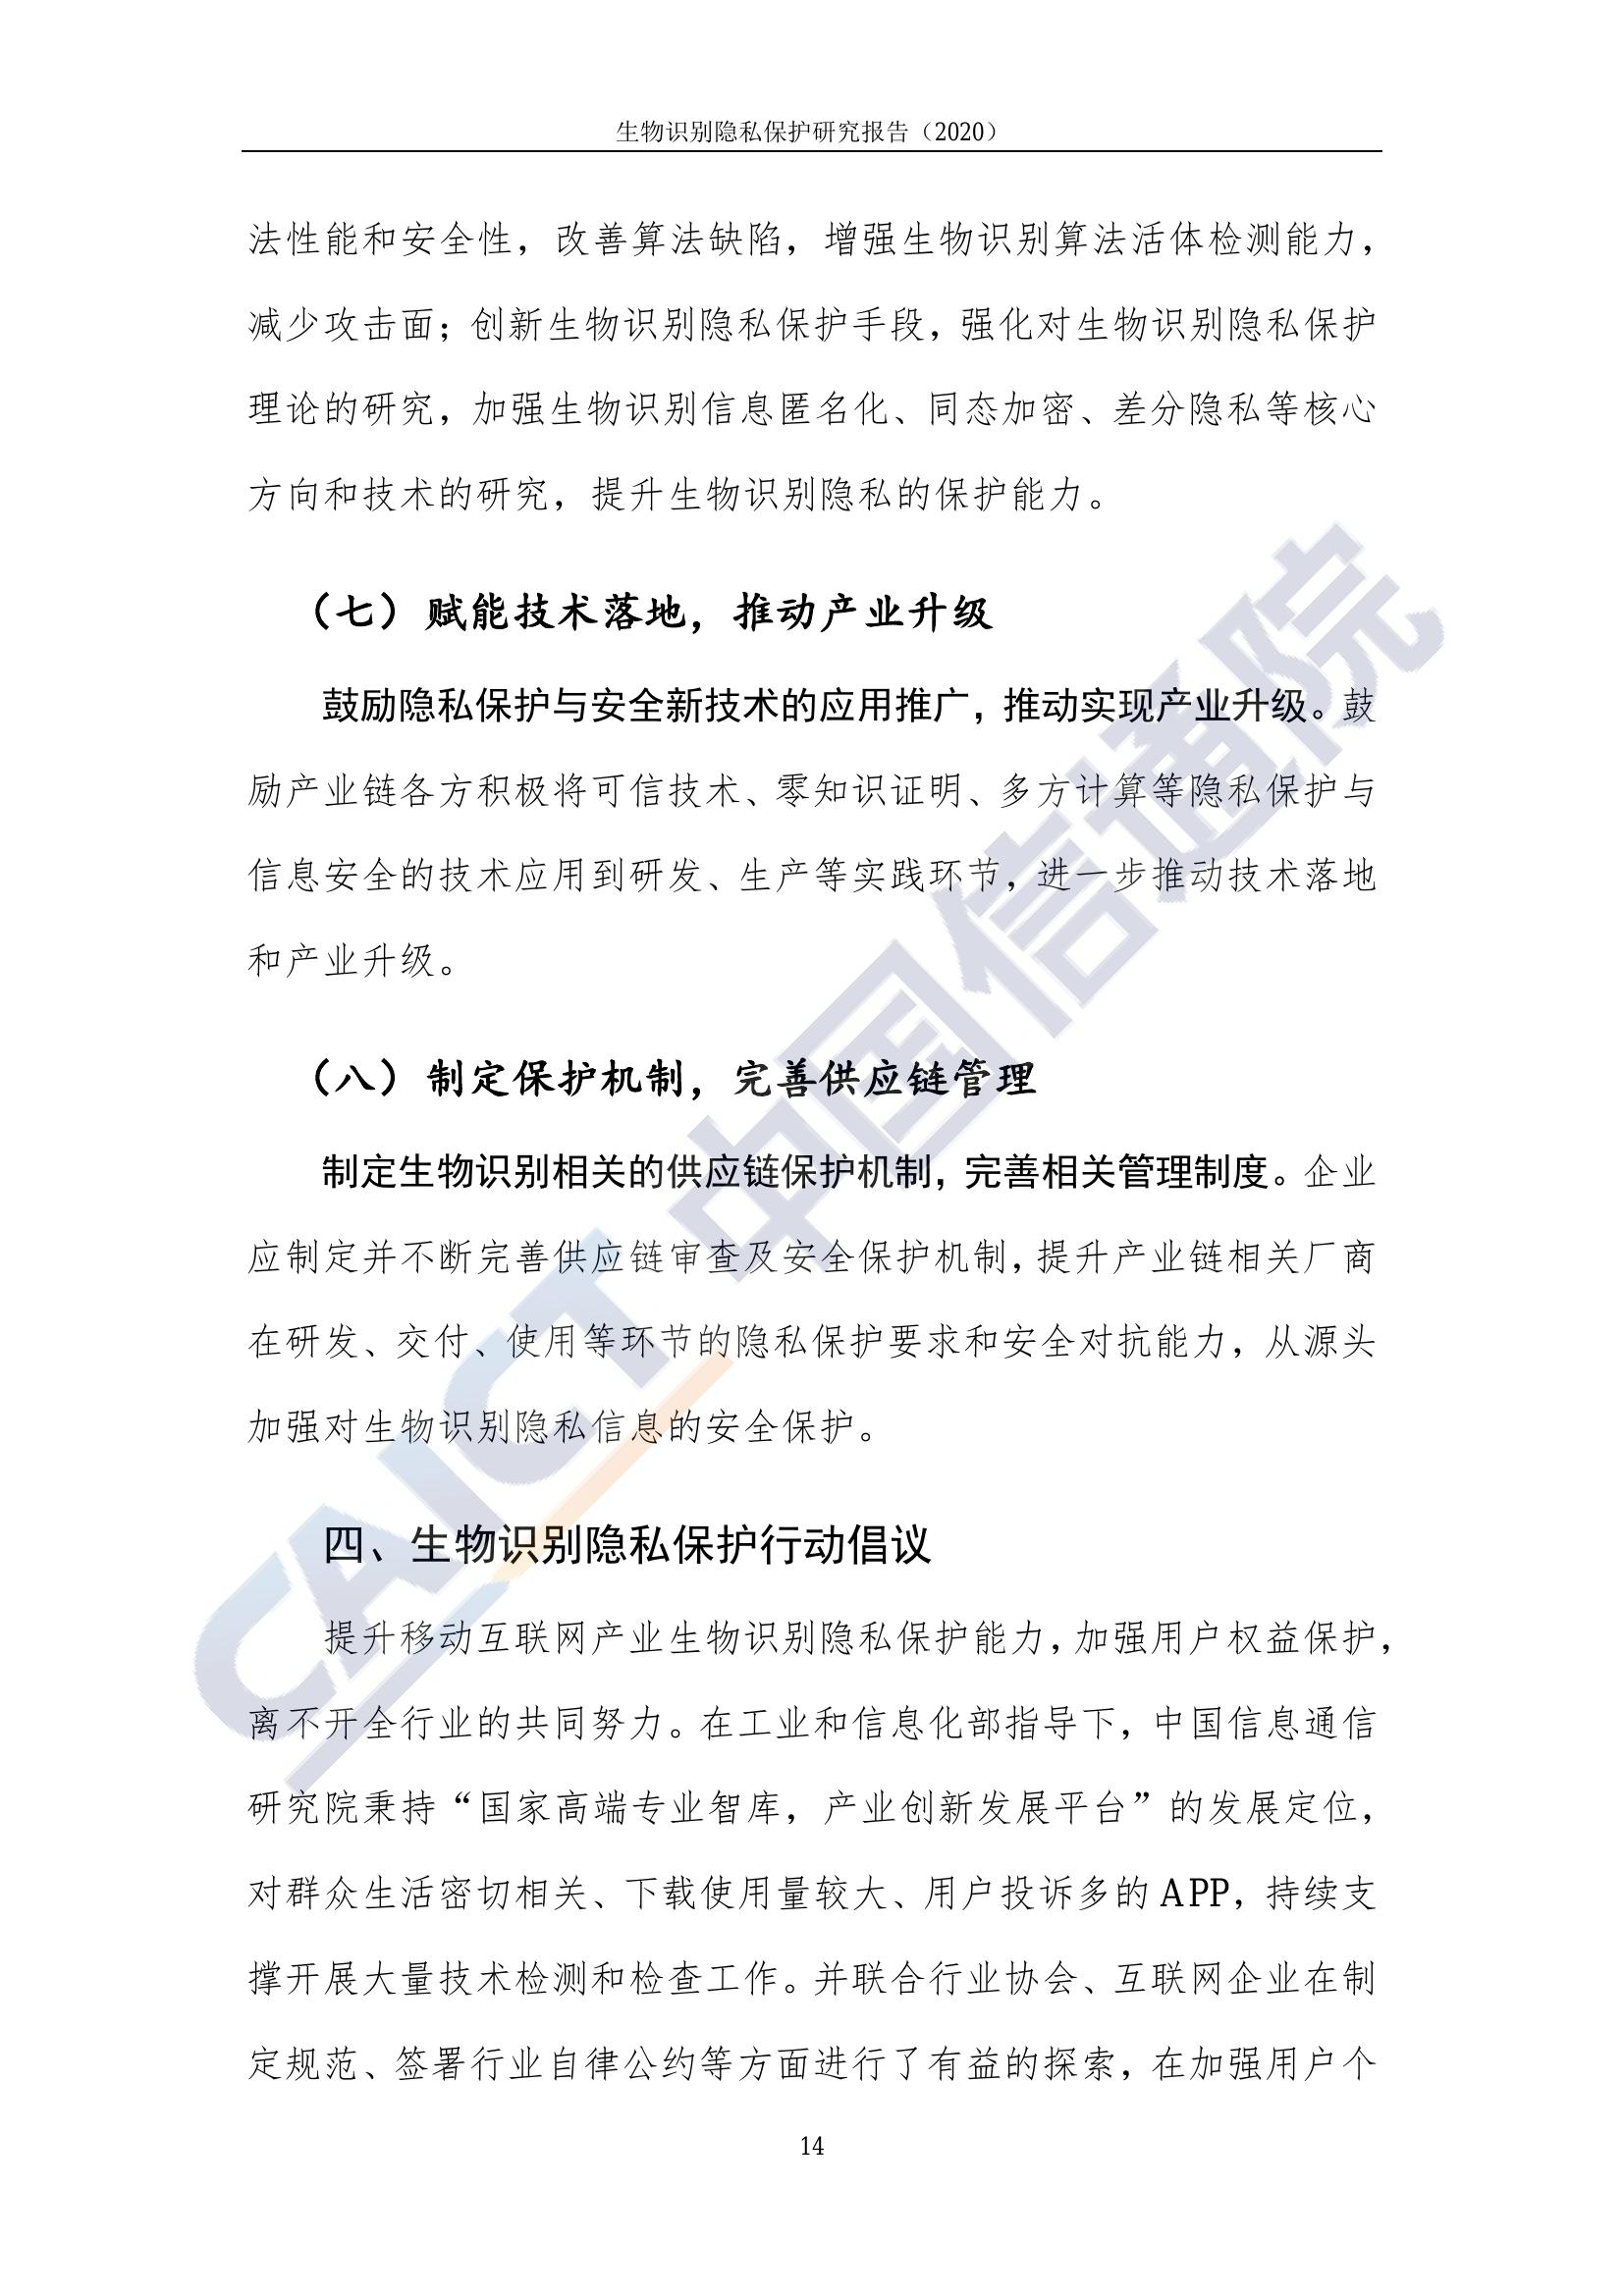 生物识别隐私保护研究报告（2020）
法性能和安全性，改善算法缺陷，增强生物识别算法活体检测能力，
减少攻击面；创新生物识别隐私保护手段，强化对生物识别隐私保护
理论的研究，加强生物识别信息匿名化、同态加密、差分隐私等核心
方向和技术的研究，提升生物识别隐私的保护能力。
（七）赋能技术落地，推动产业升级
鼓励隐私保护与安全新技术的应用推广，推动实现产业升级。鼓
励产业链各方积极将可信技术、零知识证明、多方计算等隐私保护与
信息安全的技术应用到研发、生产等实践环节，进一步推动技术落地
和产业升级。
（八）制定保护机制，完善供应链管理
制定生物识别相关的供应链保护机制，完善相关管理制度。企业
应制定并不断完善供应链审查及安全保护机制，提升产业链相关厂商
在研发、交付、使用等环节的隐私保护要求和安全对抗能力，从源头
加强对生物识别隐私信息的安全保护。
四、生物识别隐私保护行动倡议
提升移动互联网产业生物识别隐私保护能力，加强用户权益保护，
离不开全行业的共同努力。在工业和信息化部指导下，中国信息通信
研究院秉持“国家高端专业智库，产业创新发展平台”的发展定位，
对群众生活密切相关、下载使用量较大、用户投诉多的 APP，持续支
撑开展大量技术检测和检查工作。并联合行业协会、互联网企业在制
定规范、签署行业自律公约等方面进行了有益的探索，在加强用户个
14
CAICT 中国信通院